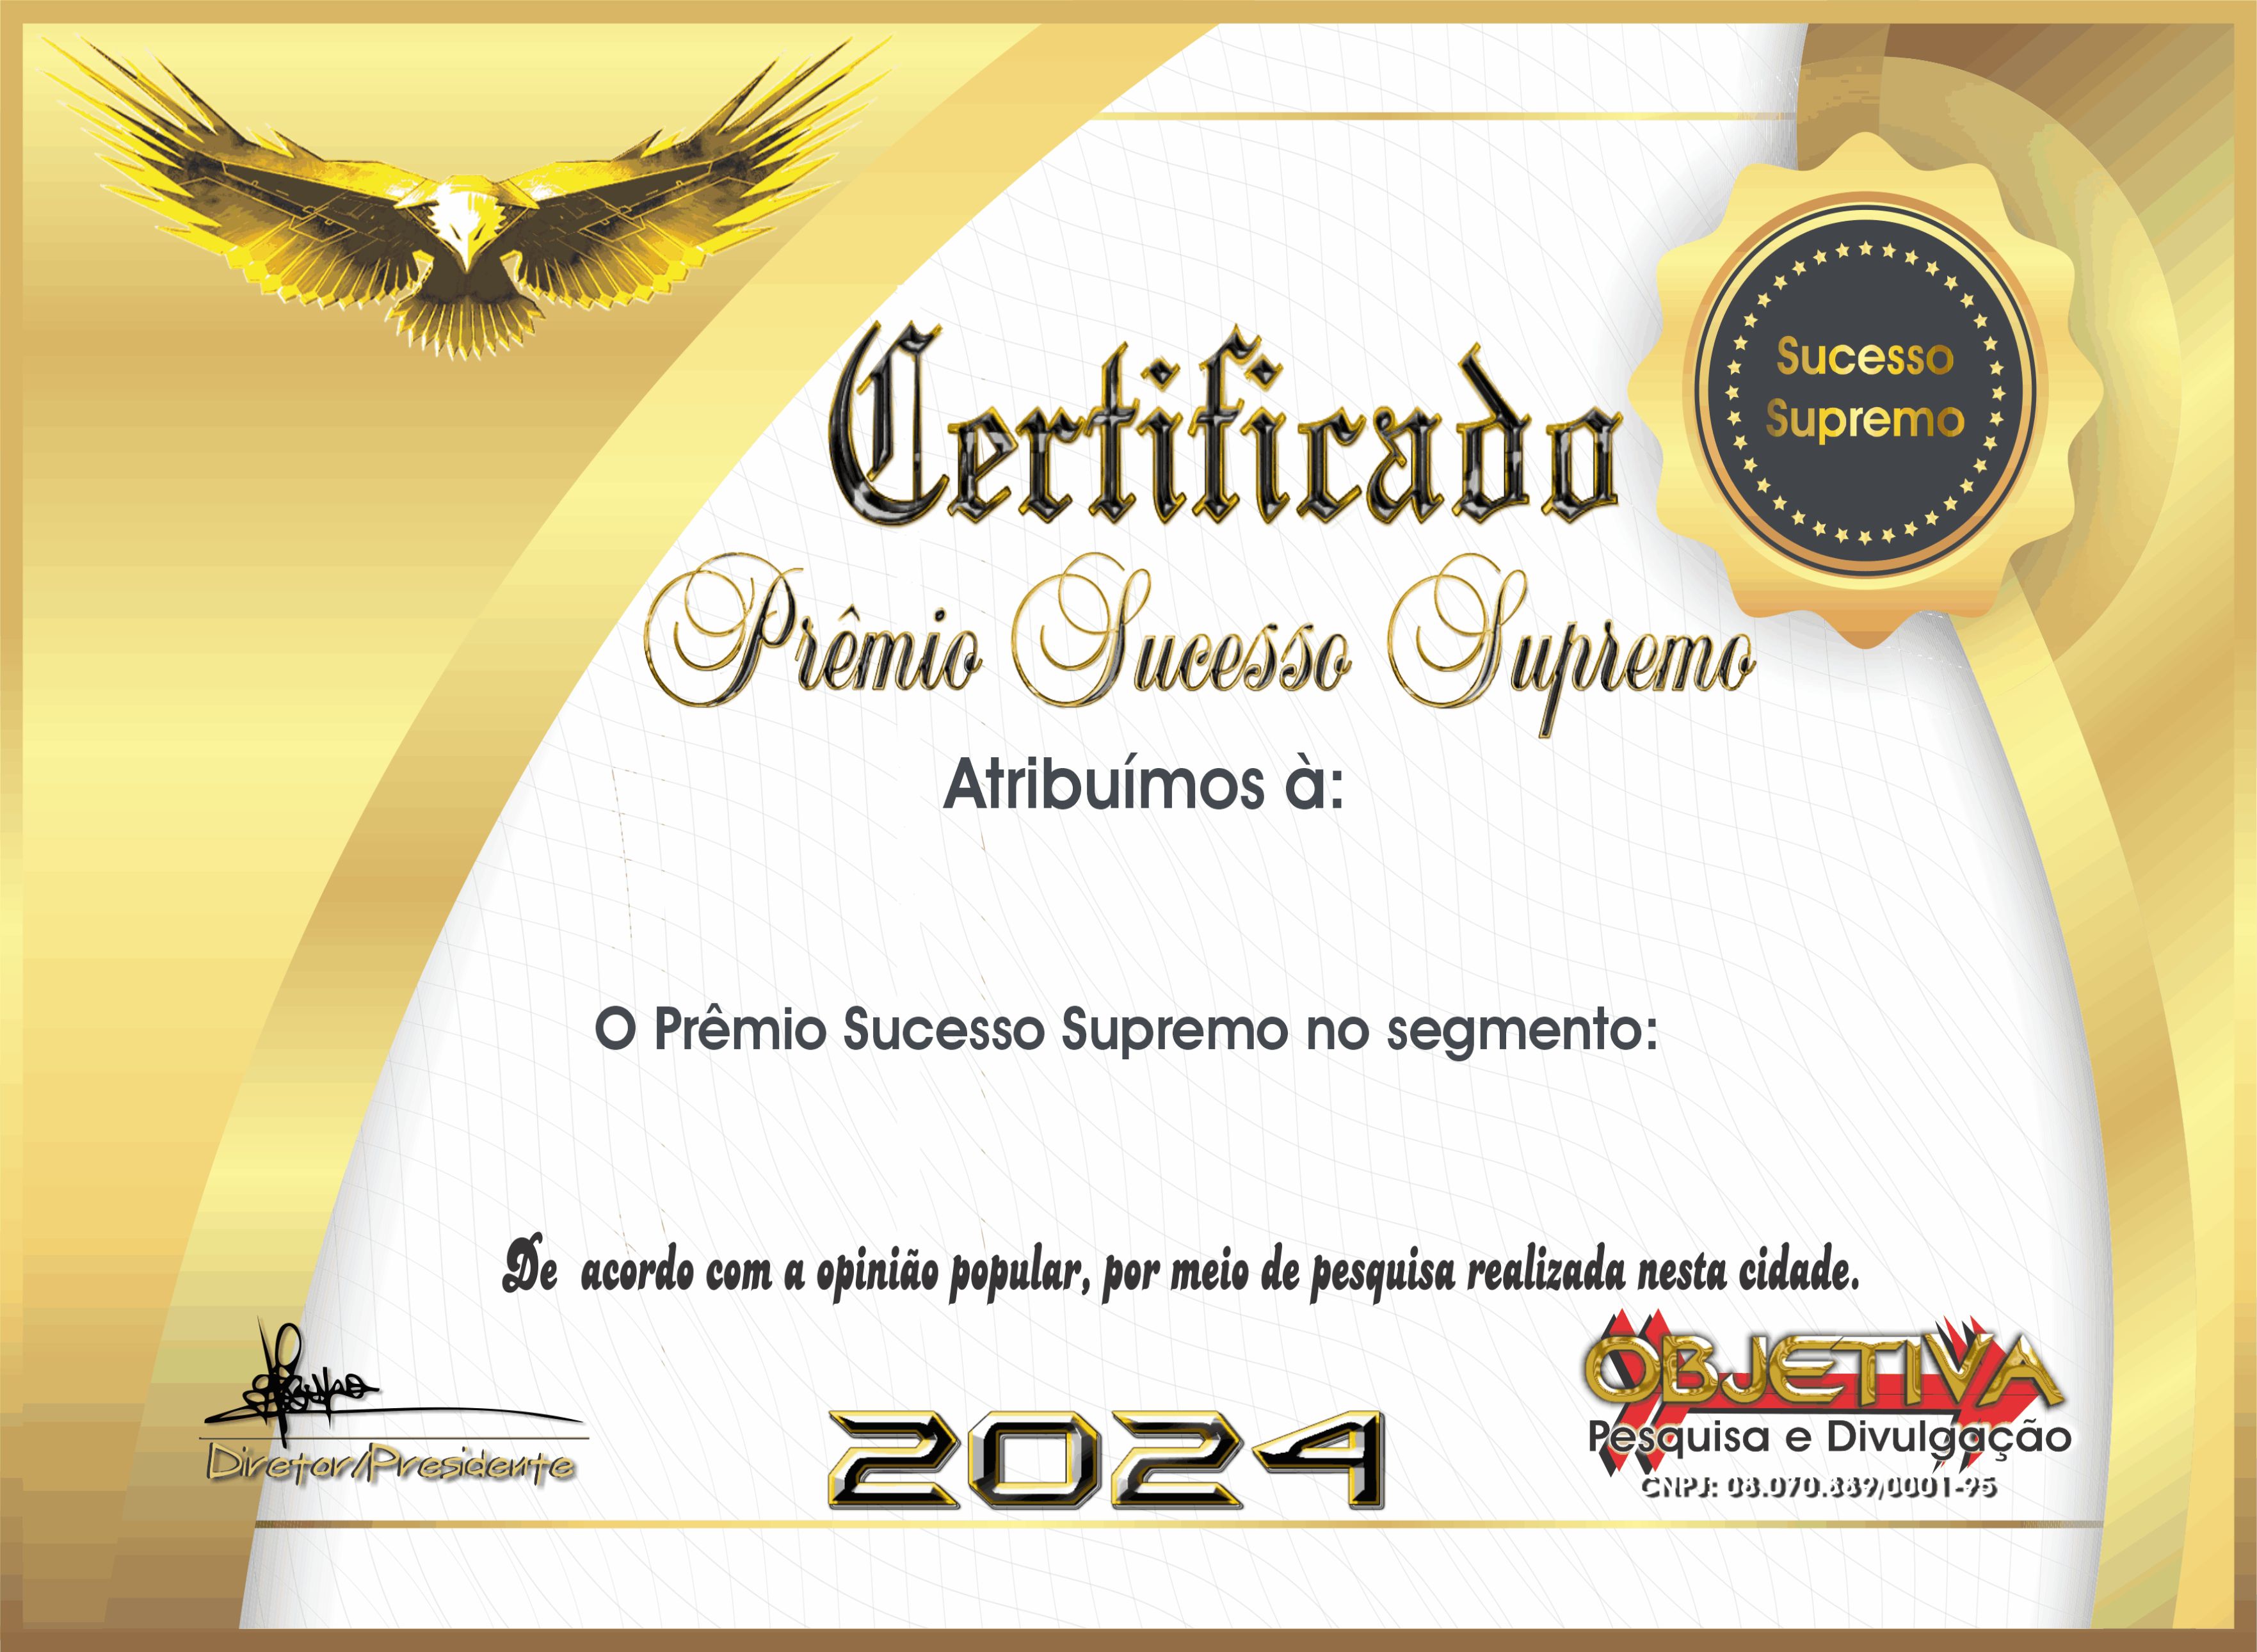 Certificado
Sucesso
Supremo
Prêmio Sucesso Supremo
Atribuímos à:
O Prêmio Sucesso Supremo no segmento:
De acordo com a opinião popular, por meio de pesquisa realizada nesta cidade.
Diretor/Presidente
2024
OBJETIVA
Pesquisa e Divulgação
CNPJ: 08.070.889/0001-95